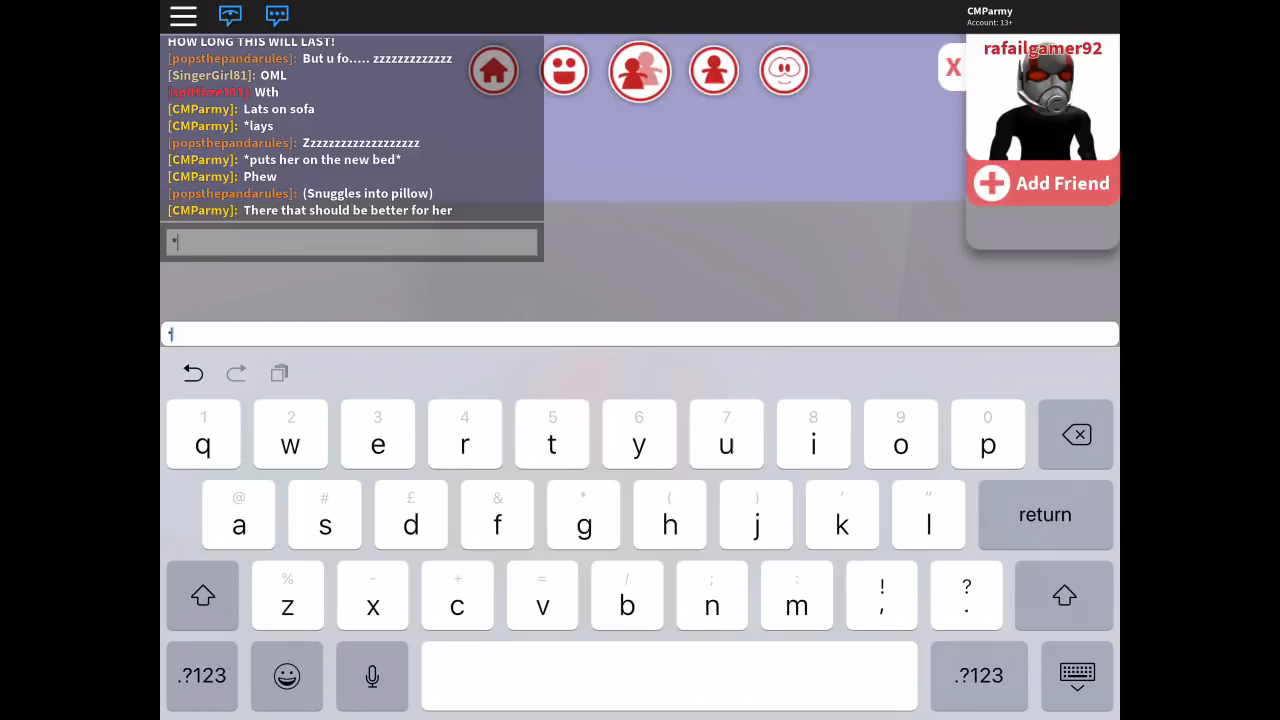 CMParmy
Account: 13+
HOW LONG THIS WILL LAST!
[popsthepandarules]: But u fo..... zzzzzzzzzzzzz
[SingerGirl81]: OML
[spitfirre101]: Wth
[CMParmy]: Lats on sofa
[CMParmy]: *lays
[popsthepandarules]: Zzzzzzzzzzzzzzzzzzz
[CMParmy]: *puts her on the new bed*
[CMParmy]: Phew
[popsthepandarules]: (Snuggles into pillow)
[CMParmy]: There that should be better for her
*
X
rafailgamer92
Add Friend
*
1 2 3 4 5 6 7 8 9 0
q w e r t y u i o p
@ # £ & * ( ) ' "
a s d f g h j k l return
% - + = / ; : ! ?
z x c v b n m , .
.?123 .?123